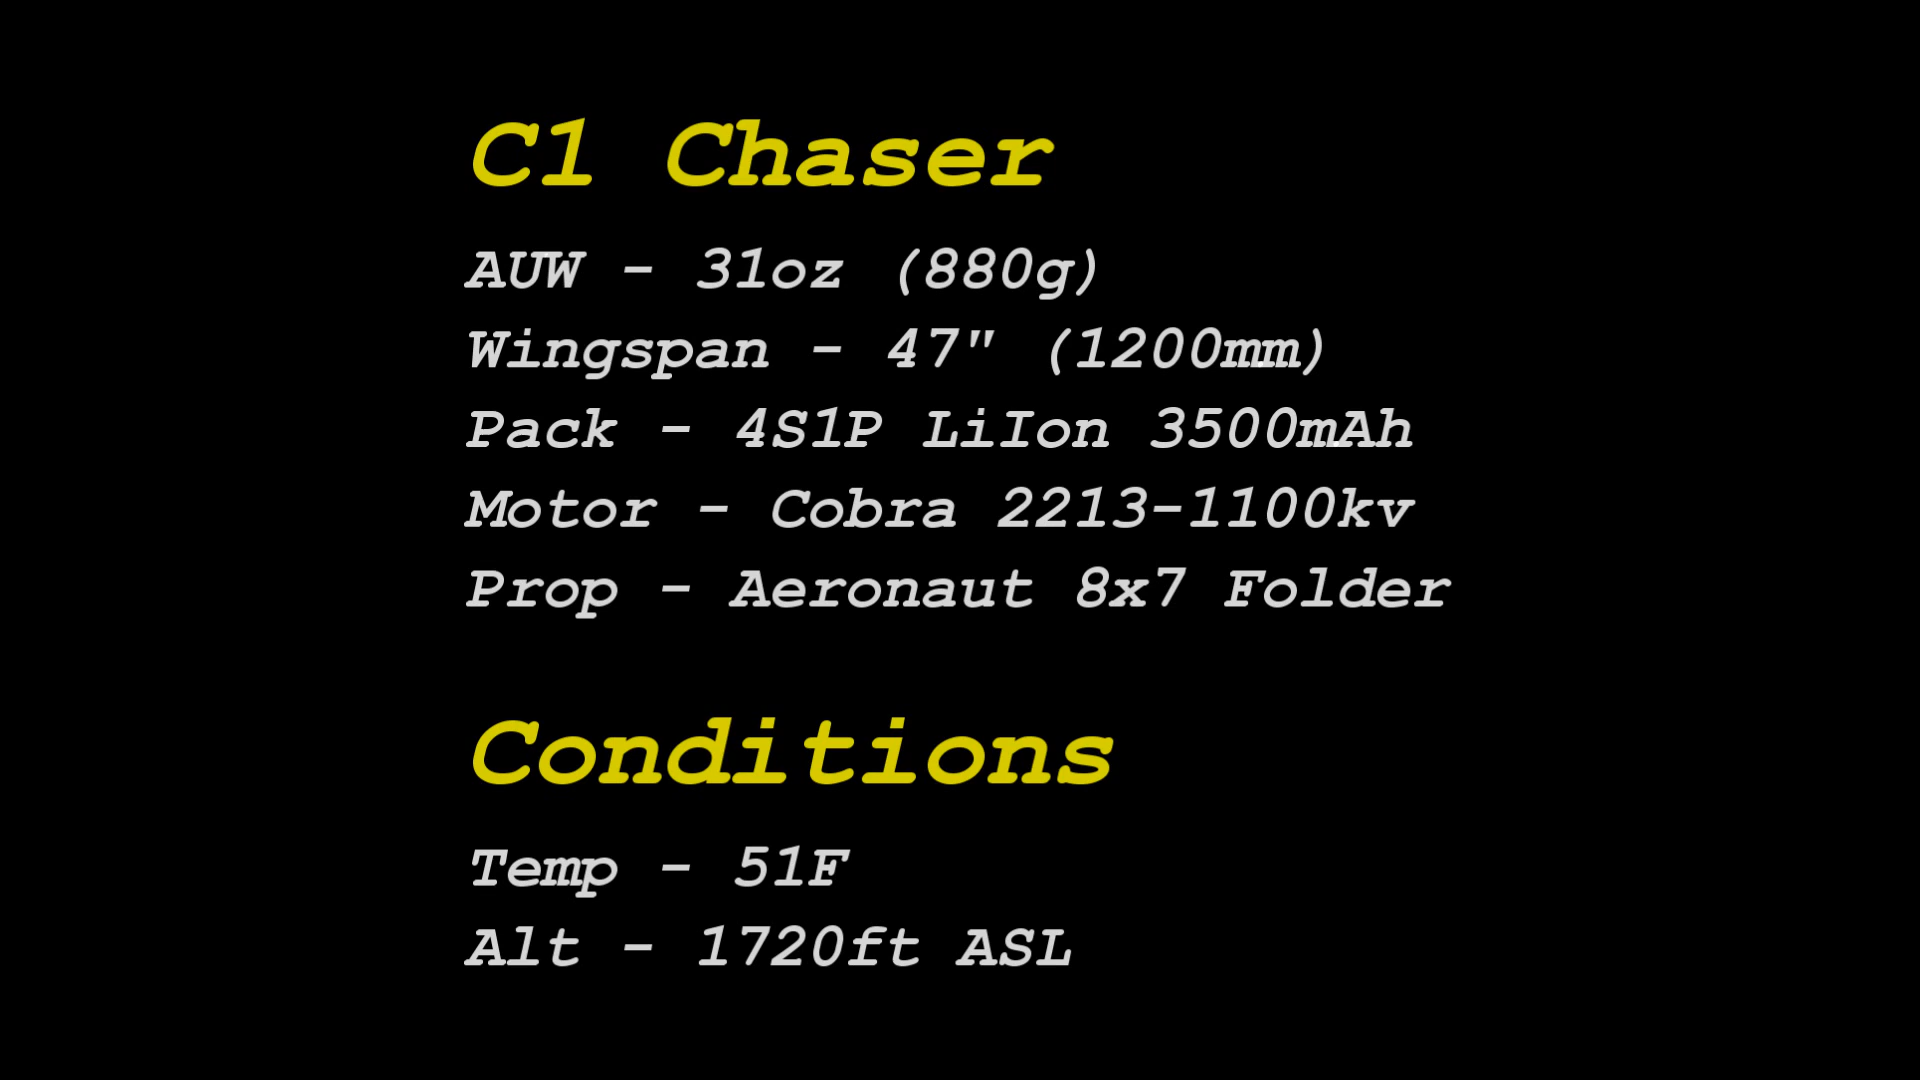 C1 Chaser
AUW - 31oz (880g)
Wingspan - 47" (1200mm)
Pack - 4S1P LiIon 3500mAh
Motor - Cobra 2213-1100kv
Prop - Aeronaut 8x7 Folder
Conditions
Temp - 51F
Alt - 1720ft ASL